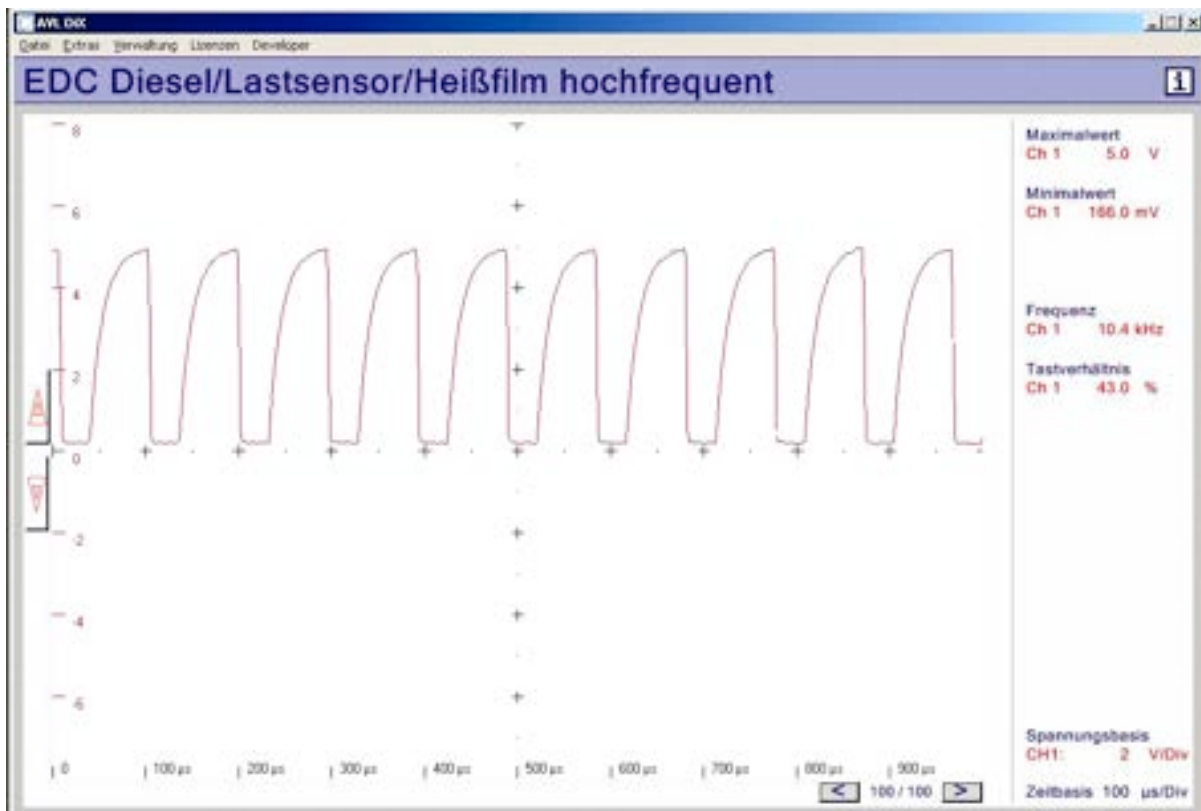 AVL DiX
Datei Extras Verwaltung Lizenzen Developer
EDC Diesel/Lastsensor/Heißfilm hochfrequent
i
8
6
4
2
0
-2
-4
-6
0 100 µs 200 µs 300 µs 400 µs 500 µs 600 µs 700 µs 800 µs 900 µs
< 100 / 100 >
Maximalwert
Ch 1 5.0 V
Minimalwert
Ch 1 166.0 mV
Frequenz
Ch 1 10.4 kHz
Tastverhältnis
Ch 1 43.0 %
Spannungsbasis
CH1: 2 V/Div
Zeitbasis 100 µs/Div